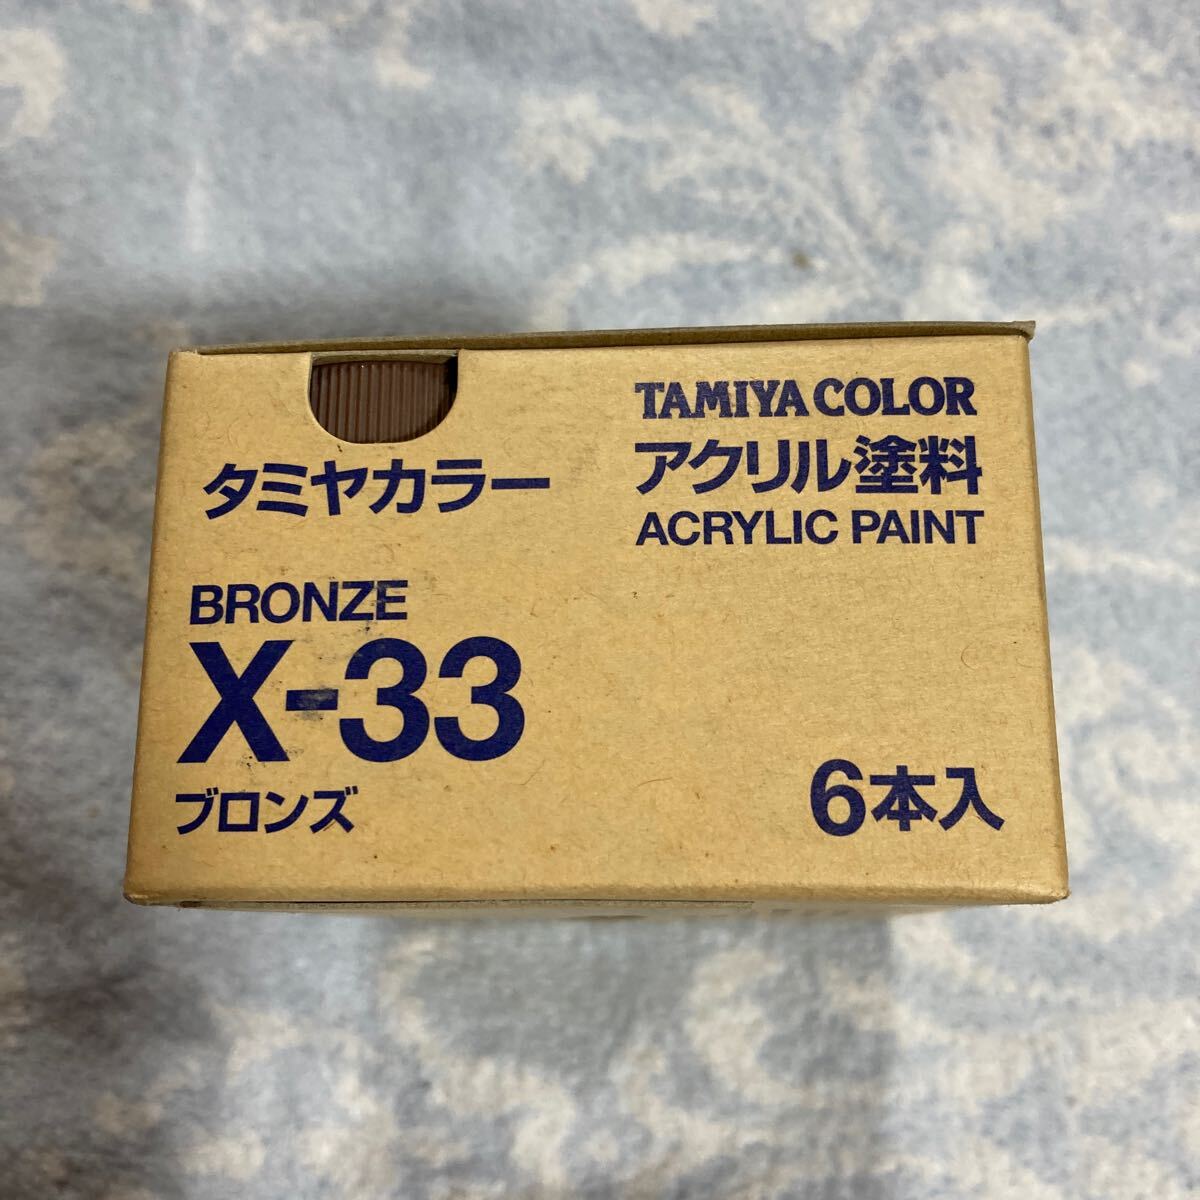 TAMIYA COLOR
アクリル塗料
ACRYLIC PAINT
タミヤカラー
BRONZE
X-33
ブロンズ
6本入